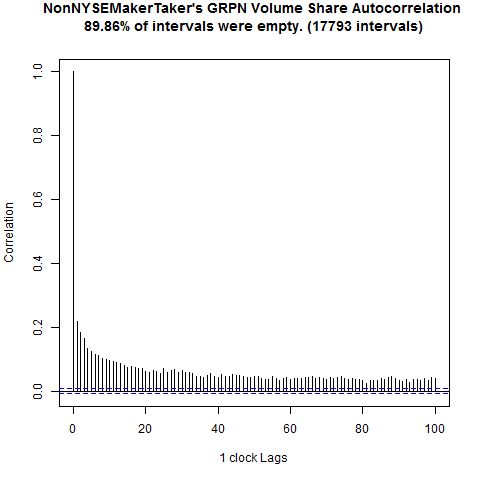 NonNYSEMakerTaker's GRPN Volume Share Autocorrelation
89.86% of intervals were empty. (17793 intervals)
Correlation
1.0
0.8
0.6
0.4
0.2
0.0
0 20 40 60 80 100
1 clock Lags